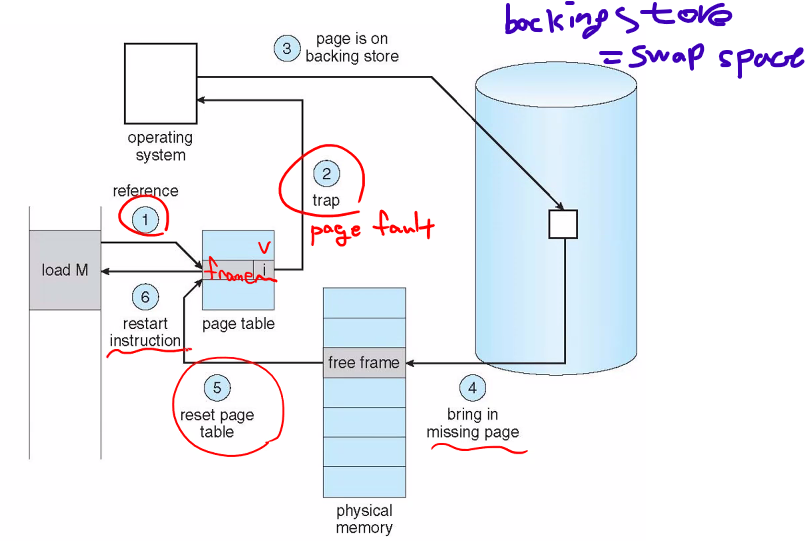 backing store
= swap space
3
page is on
backing store
operating
system
reference
1
2
trap
page fault
load M
v
frame
i
6
restart
instruction
page table
free frame
5
reset page
table
4
bring in
missing page
physical
memory